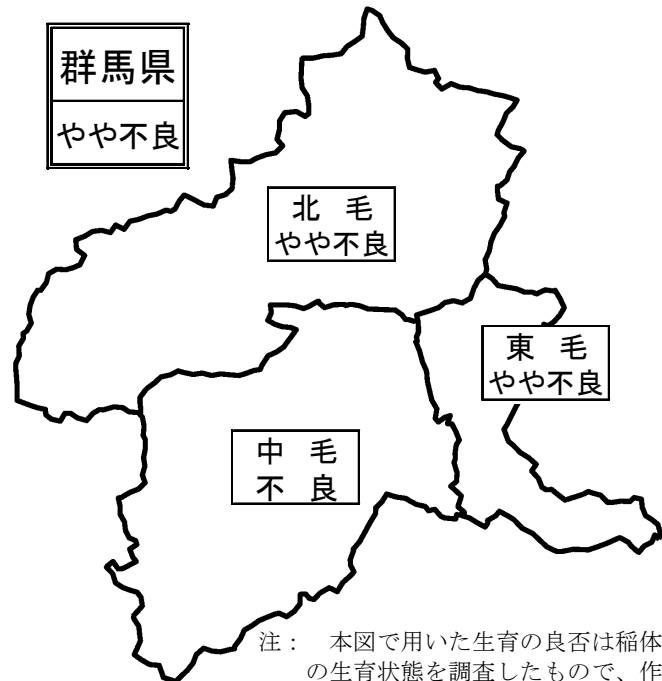 群馬県
やや不良
北　毛
やや不良
東　毛
やや不良
中　毛
不　良
注：　本図で用いた生育の良否は稲体
の生育状態を調査したもので、作